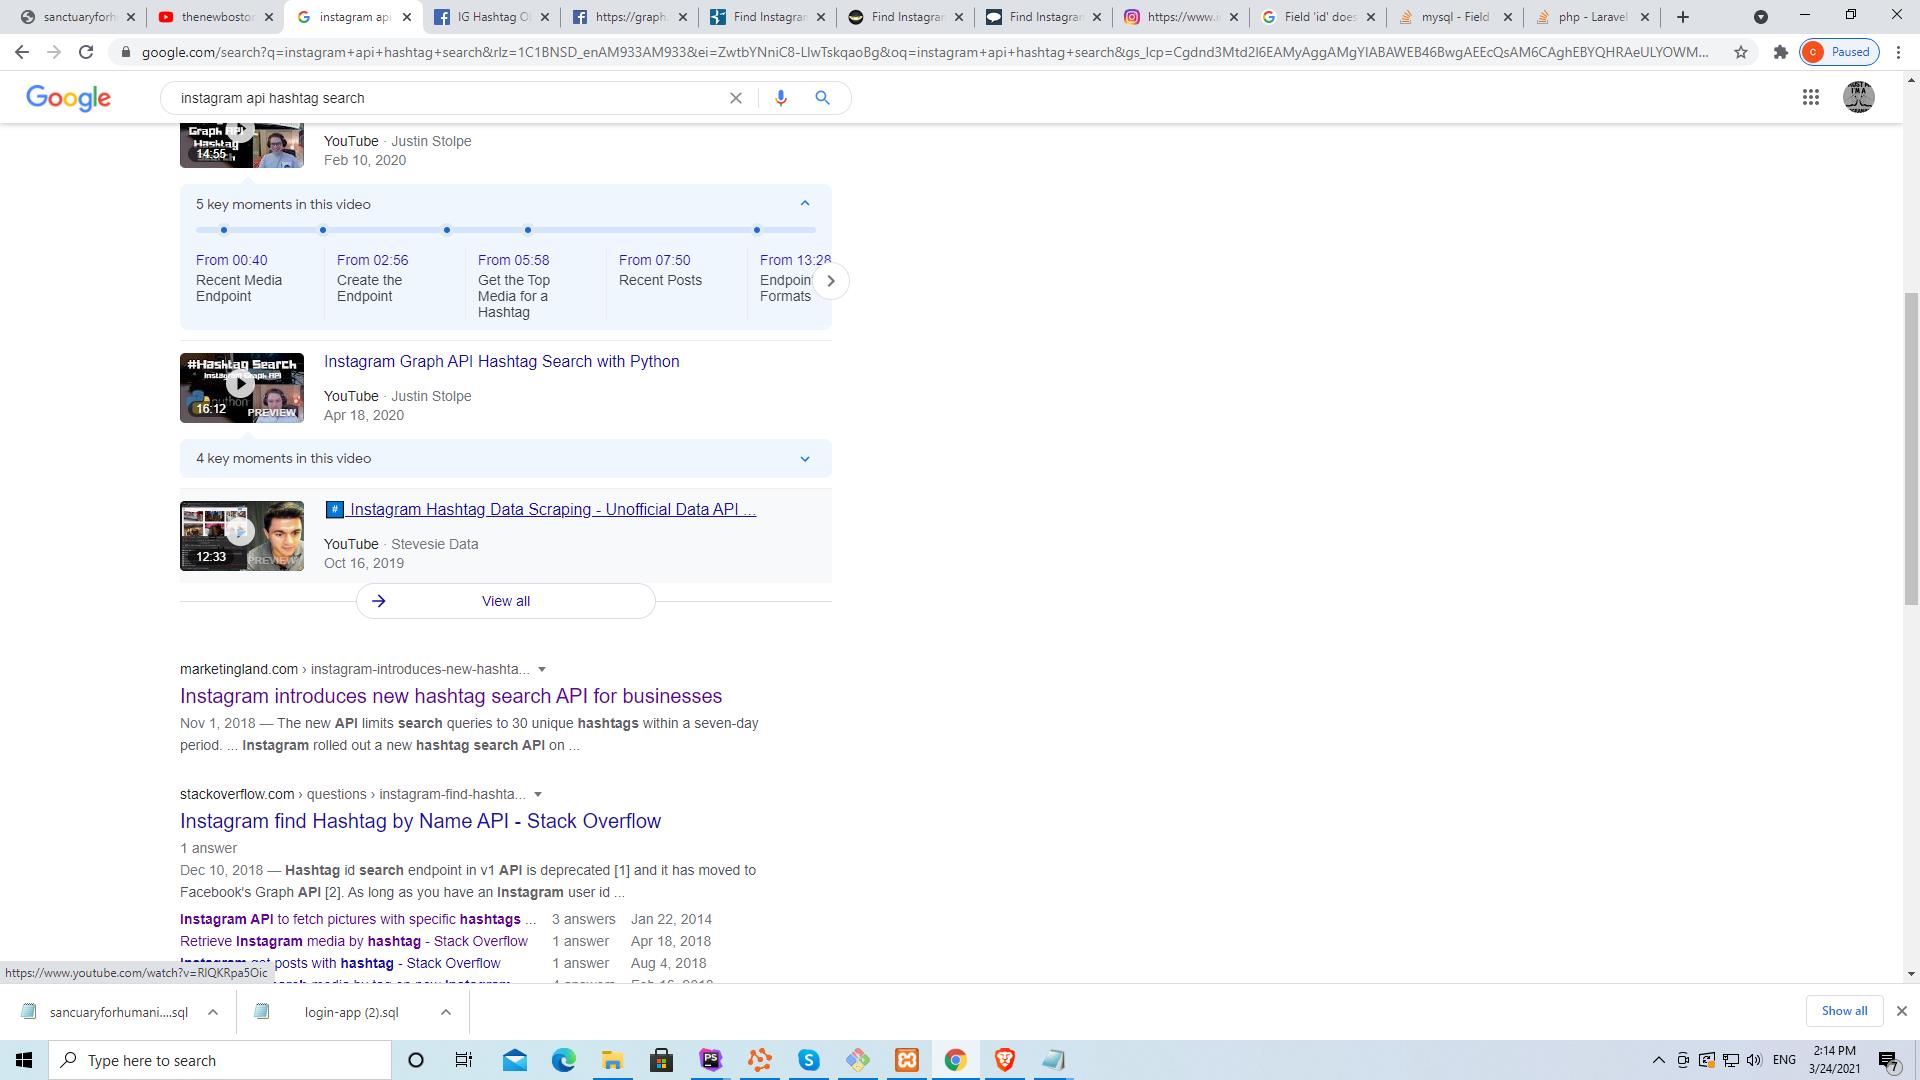 sanctuaryforh
thenewbostor
instagram api
IG Hashtag Ol
https://graph.
Find Instagran
Find Instagran
Find Instagran
https://www.in
Field 'id' does
mysql - Field
php - Laravel
google.com/search?q=instagram+api+hashtag+search&rlz=1C1BNSD_enAM933AM933&ei=ZwtbYNniC8-LlwTskqaoBg&oq=instagram+api+hashtag+search&gs_lcp=Cgdnd3Mtd2l6EAMyAggAMgYIABAWEB46BwgAEEcQsAM6CAghEBYQHRAeULYOWM...
C
Paused
Google
instagram api hashtag search
Graph API
Hashtag
14:55
YouTube · Justin Stolpe
Feb 10, 2020
5 key moments in this video
From 00:40
Recent Media
Endpoint
From 02:56
Create the
Endpoint
From 05:58
Get the Top
Media for a
Hashtag
From 07:50
Recent Posts
From 13:28
Endpoin
Formats
#Hashtag Search
Instagram Graph API
python
16:12
PREVIEW
Instagram Graph API Hashtag Search with Python
YouTube · Justin Stolpe
Apr 18, 2020
4 key moments in this video
12:33
PREVIEW
# Instagram Hashtag Data Scraping - Unofficial Data API ...
YouTube · Stevesie Data
Oct 16, 2019
View all
marketingland.com › instagram-introduces-new-hashta...
Instagram introduces new hashtag search API for businesses
Nov 1, 2018 — The new API limits search queries to 30 unique hashtags within a seven-day
period. ... Instagram rolled out a new hashtag search API on ...
stackoverflow.com › questions › instagram-find-hashta...
Instagram find Hashtag by Name API - Stack Overflow
1 answer
Dec 10, 2018 — Hashtag id search endpoint in v1 API is deprecated [1] and it has moved to
Facebook's Graph API [2]. As long as you have an Instagram user id ...
Instagram API to fetch pictures with specific hashtags ... 3 answers Jan 22, 2014
Retrieve Instagram media by hashtag - Stack Overflow 1 answer Apr 18, 2018
posts with hashtag - Stack Overflow 1 answer Aug 4, 2018
https://www.youtube.com/watch?v=RlQKRpa5Oic
sancuaryforhumani....sql
login-app (2).sql
Show all
Type here to search
PS
S
ENG
2:14 PM
3/24/2021
7